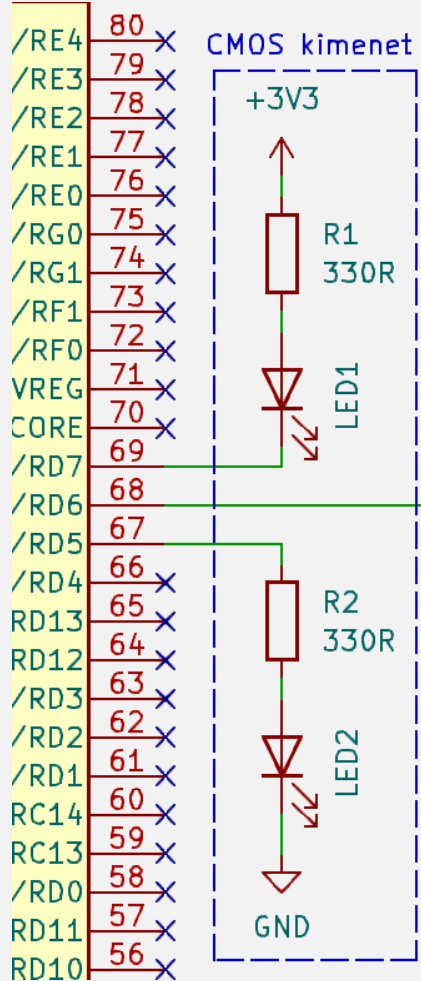 /RE4 80
CMOS kimenet
/RE3 79
+3V3
/RE2 78
/RE1 77
/RE0 76
/RG0 75
R1
/RG1 74
330R
/RF1 73
/RF0 72
VREG 71
LED1
CORE 70
/RD7 69
/RD6 68
/RD5 67
/RD4 66
R2
RD13 65
330R
RD12 64
/RD3 63
/RD2 62
LED2
/RD1 61
RC14 60
RC13 59
/RD0 58
RD11 57
GND
RD10 56